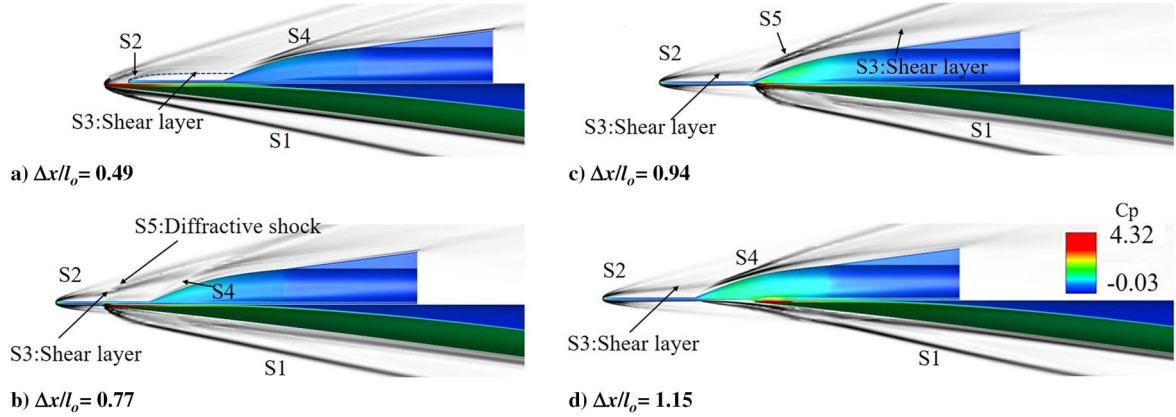 S2
S4
S3:Shear layer
S1
a) Δx/lo= 0.49
S5:Diffractive shock
S2
S4
S3:Shear layer
S1
b) Δx/lo= 0.77
S5
S2
S3:Shear layer
S3:Shear layer
S1
c) Δx/lo= 0.94
Cp
4.32
-0.03
S4
S2
S3:Shear layer
S1
d) Δx/lo= 1.15